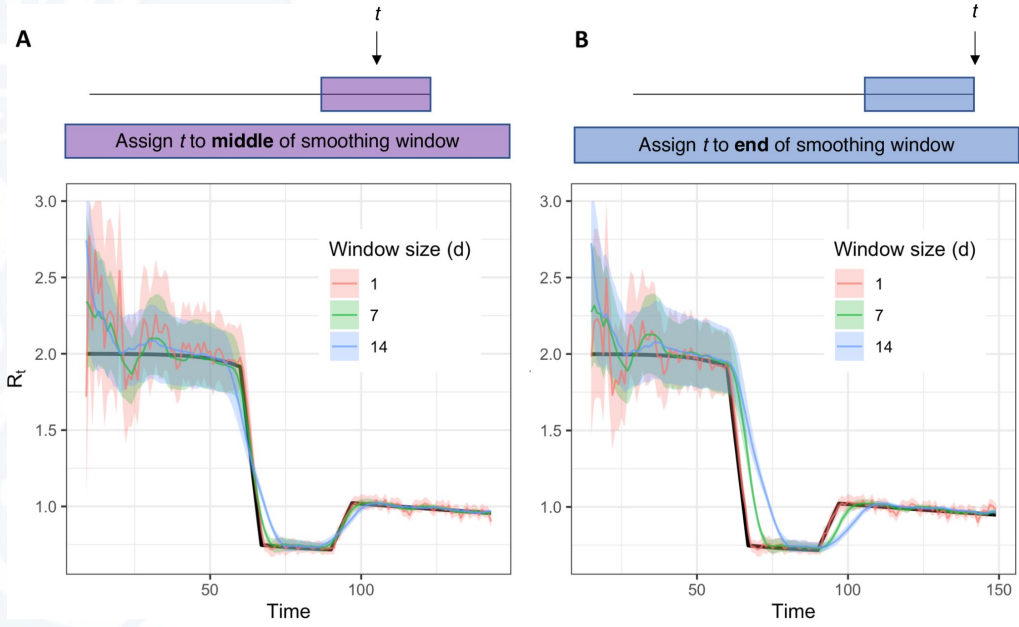 A
t
Assign t to middle of smoothing window
3.0
2.5
2.0
1.5
1.0
Rt
50
100
Time
Window size (d)
1
7
14
B
t
Assign t to end of smoothing window
3.0
2.5
2.0
1.5
1.0
50
100
150
Time
Window size (d)
1
7
14